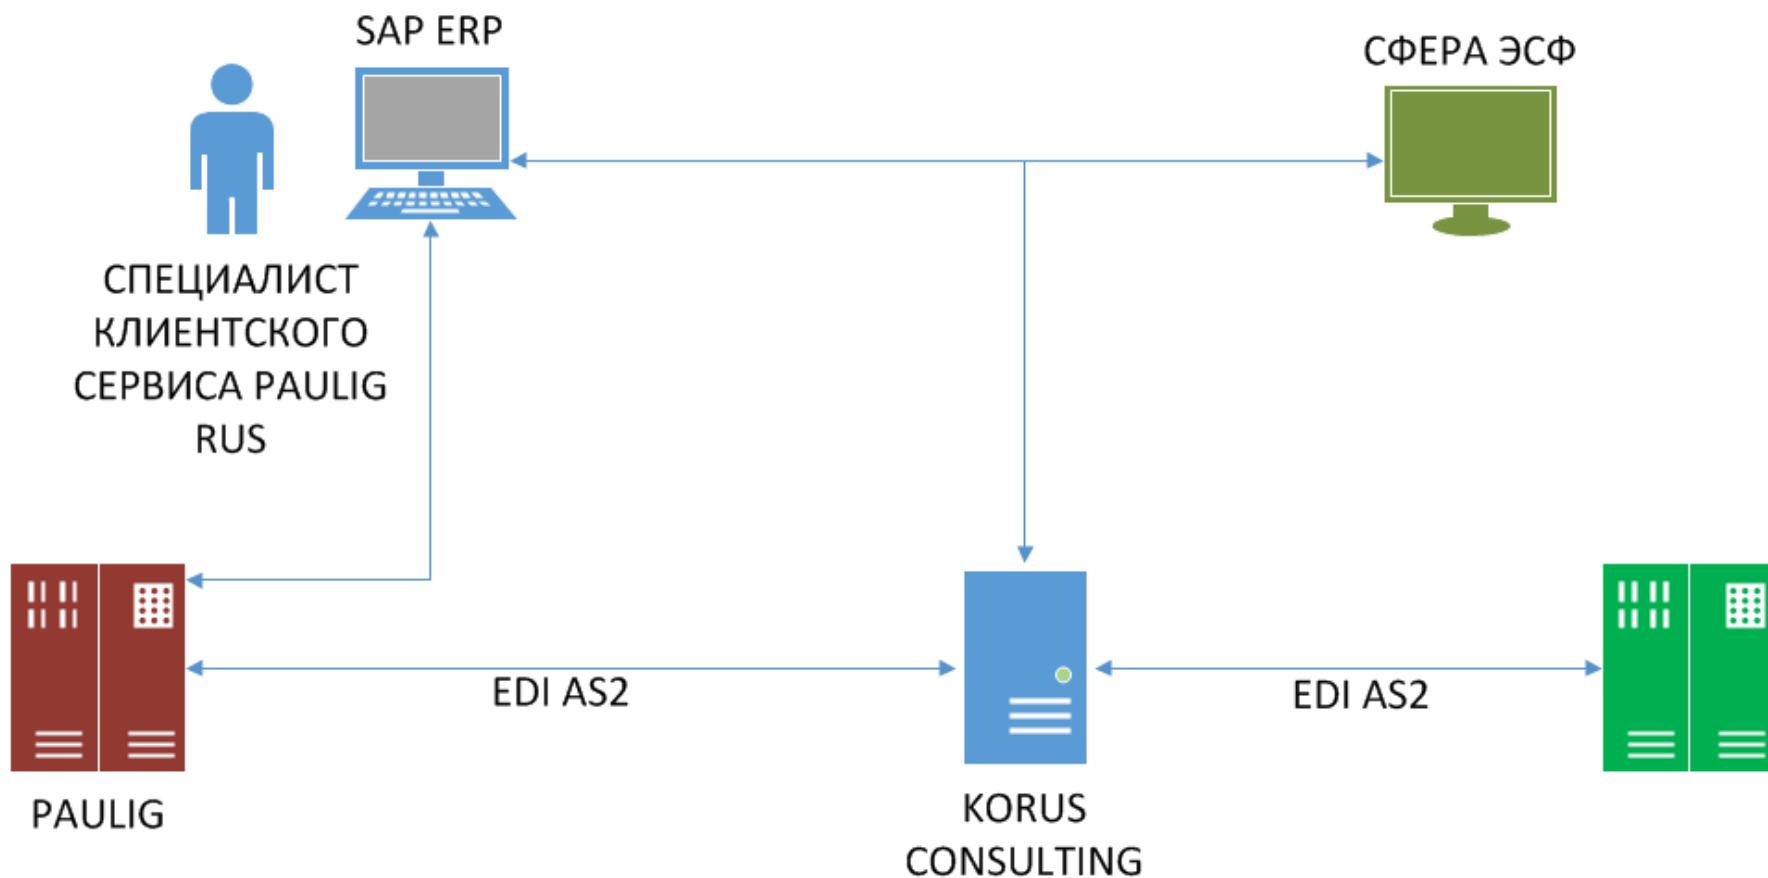 SAP ERP
СФЕРА ЭСФ
СПЕЦИАЛИСТ
КЛИЕНТСКОГО
СЕРВИСА PAULIG
RUS
EDI AS2
EDI AS2
PAULIG
KORUS
CONSULTING